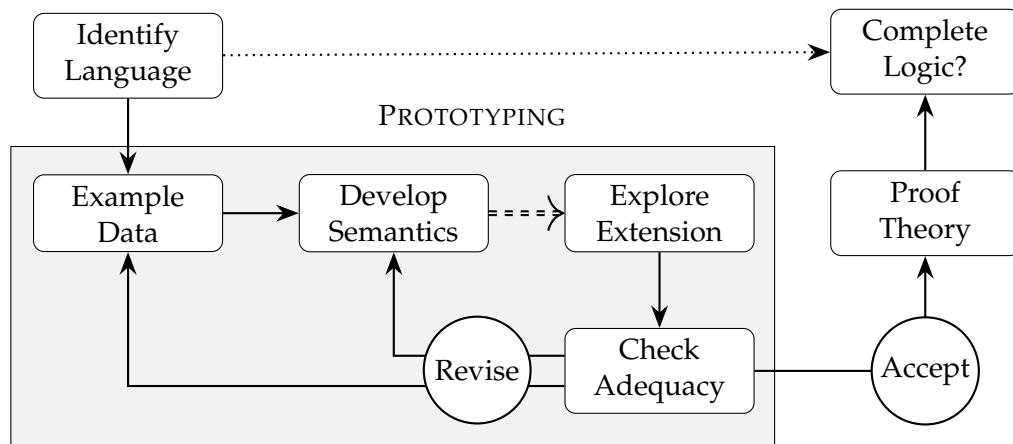 Identify
Language
Complete
Logic?
PROTOTYPING
Example
Data
Develop
Semantics
Explore
Extension
Proof
Theory
Revise
Check
Adequacy
Accept